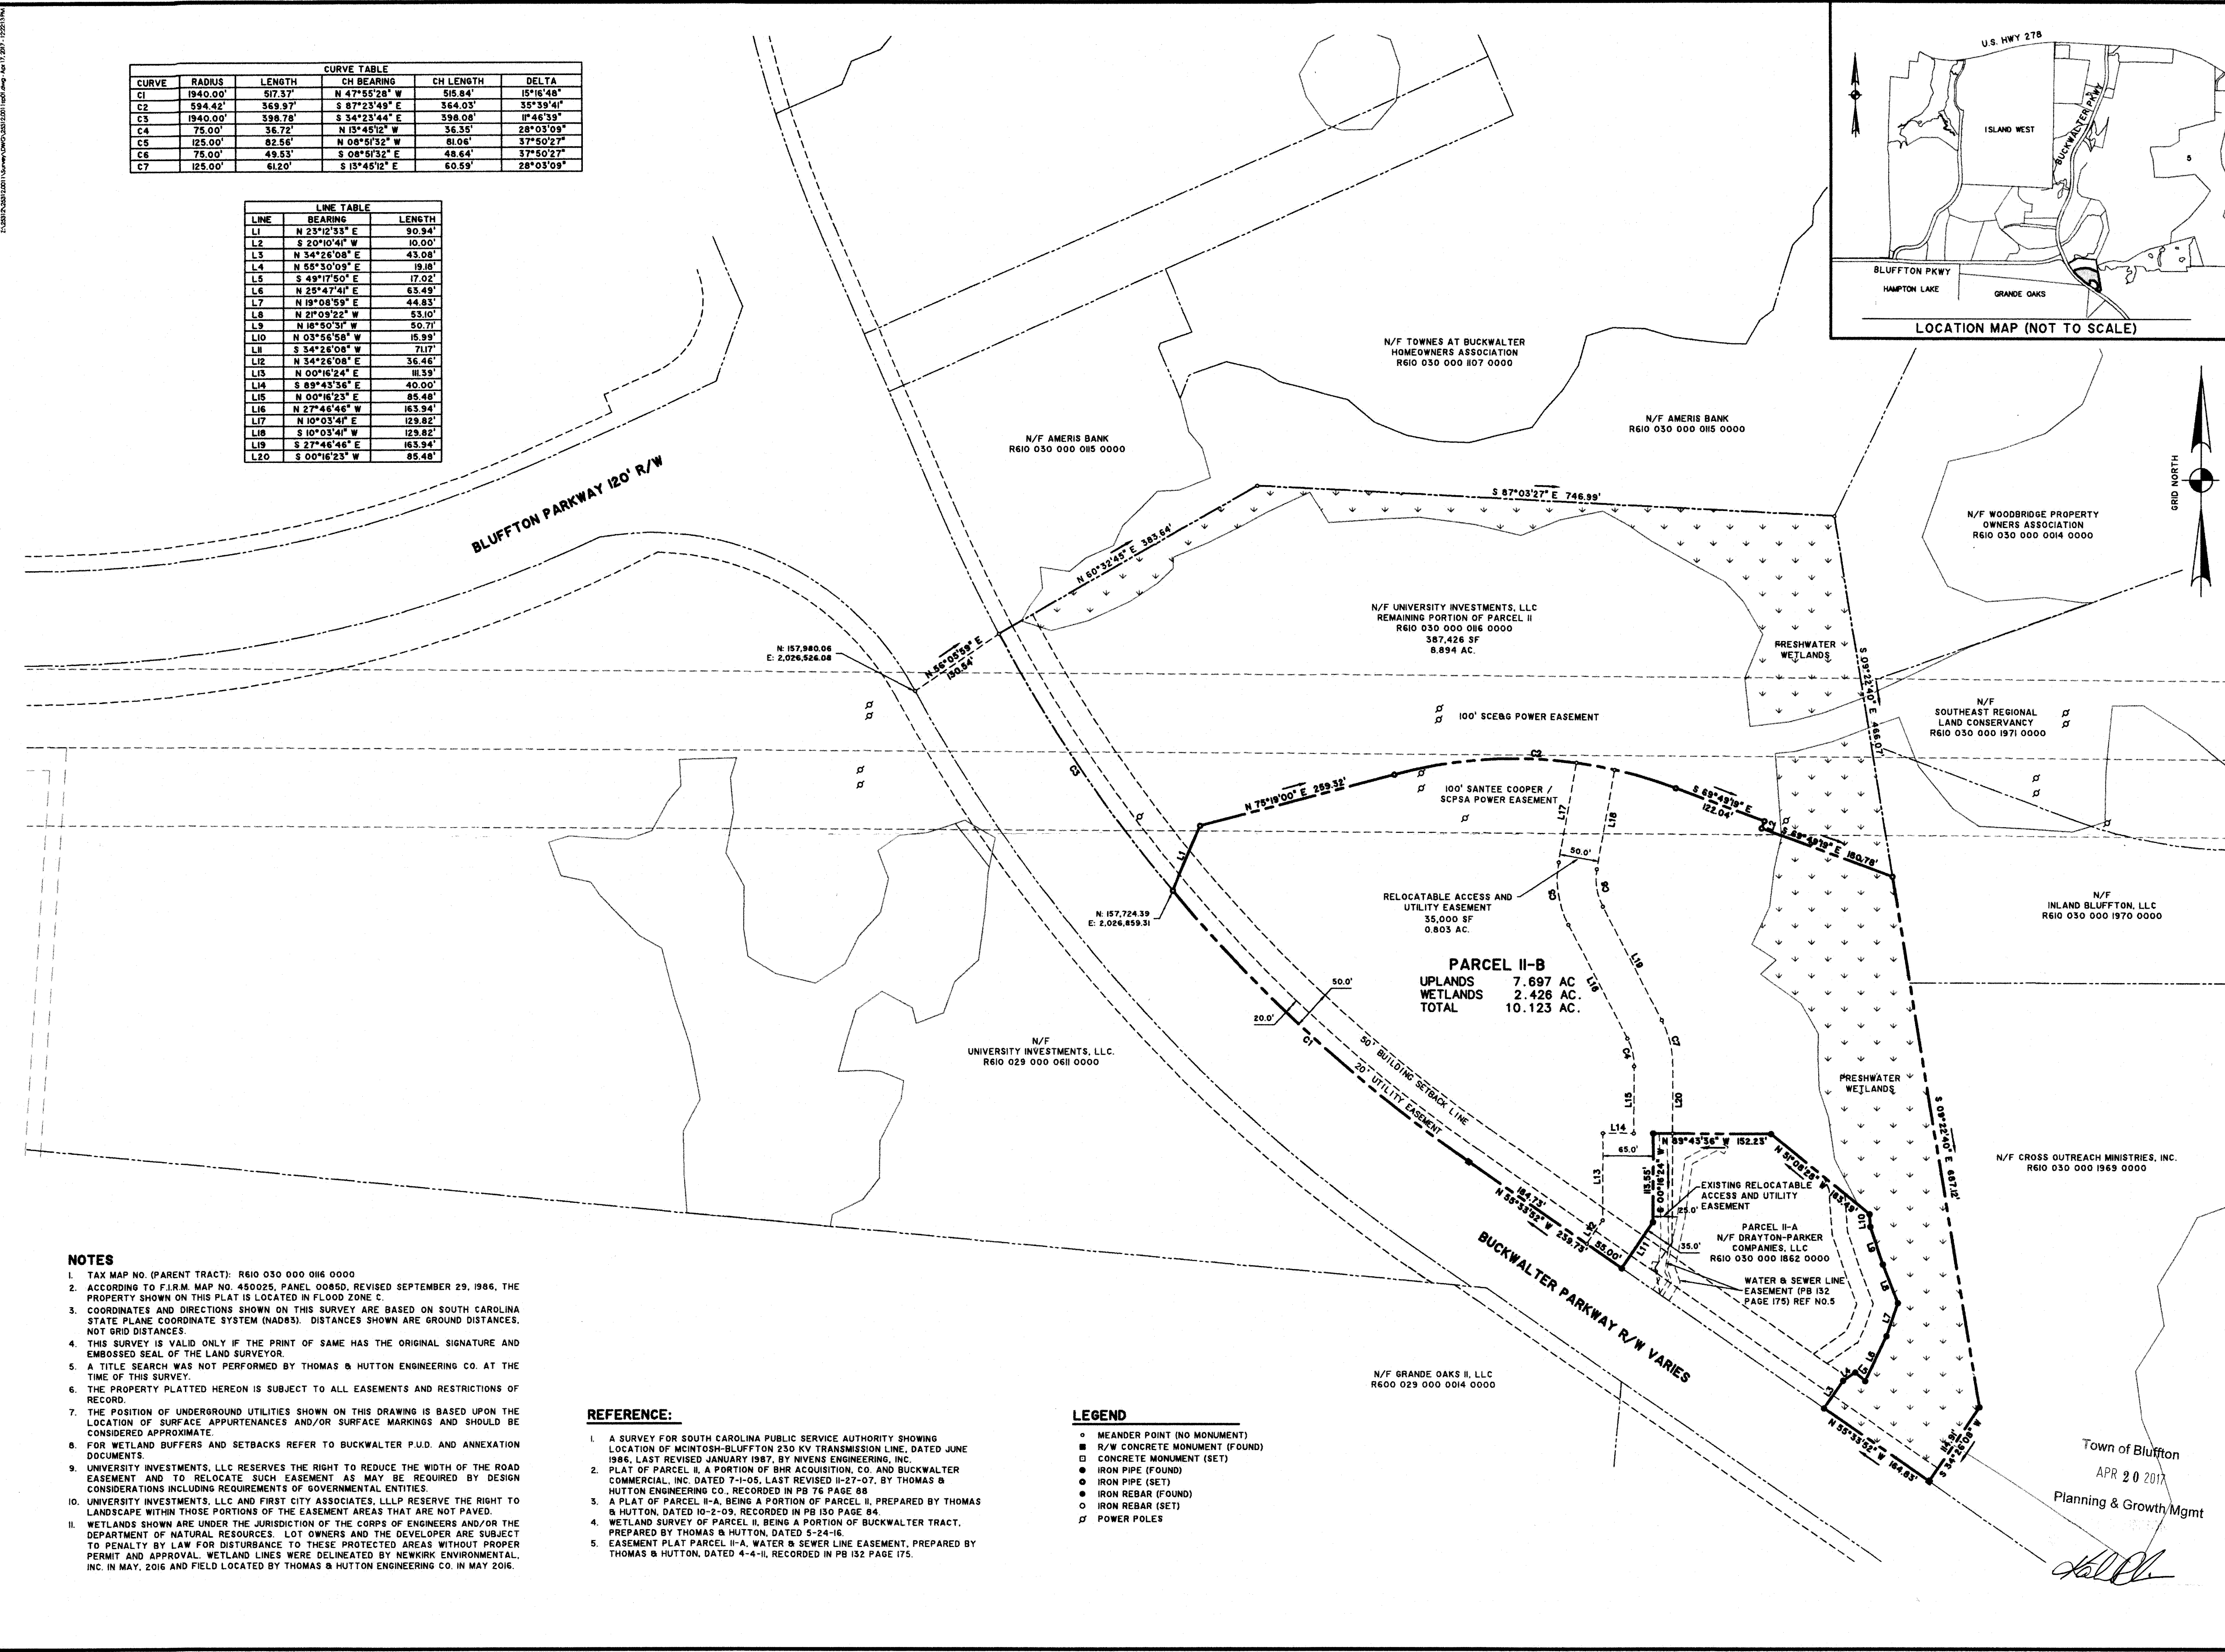 CURVE TABLE
CURVE RADIUS LENGTH CH BEARING CH LENGTH DELTA
C1 1940.00' 517.37' N 47°55'28" W 515.84' 15°16'48"
C2 594.42' 369.97' S 87°23'49" E 364.03' 35°39'41"
C3 1940.00' 398.78' S 34°23'44" E 398.08' 11°46'39"
C4 75.00' 36.72' N 13°45'12" W 36.35' 28°03'09"
C5 125.00' 82.56' N 08°51'32" W 81.06' 37°50'27"
C6 75.00' 49.53' S 08°51'32" E 48.64' 37°50'27"
C7 125.00' 61.20' S 13°45'12" E 60.59' 28°03'09"
LINE TABLE
LINE BEARING LENGTH
L1 N 23°12'33" E 90.94'
L2 S 20°10'41" W 10.00'
L3 N 34°26'08" E 43.08'
L4 N 55°30'09" E 19.18'
L5 S 49°17'50" E 17.02'
L6 N 25°47'41" E 63.49'
L7 N 19°08'59" E 44.83'
L8 N 21°09'22" W 53.10'
L9 N 18°50'31" W 50.71'
L10 N 03°56'58" W 15.99'
L11 S 34°26'08" W 71.17'
L12 N 34°26'08" E 36.46'
L13 N 00°16'24" E 111.39'
L14 S 89°43'36" E 40.00'
L15 N 00°16'23" E 85.48'
L16 N 27°46'46" W 163.94'
L17 N 10°03'41" E 129.82'
L18 S 10°03'41" W 129.82'
L19 S 27°46'46" E 163.94'
L20 S 00°16'23" W 85.48'
U.S. HWY 278
ISLAND WEST
BUCKWALTER PKWY
5
BLUFFTON PKWY
HAMPTON LAKE
GRANDE OAKS
LOCATION MAP (NOT TO SCALE)
GRID NORTH
BLUFFTON PARKWAY 120' R/W
N/F TOWNES AT BUCKWALTER
HOMEOWNERS ASSOCIATION
R610 030 000 1107 0000
N/F AMERIS BANK
R610 030 000 0115 0000
N/F AMERIS BANK
R610 030 000 0115 0000
N/F WOODBRIDGE PROPERTY
OWNERS ASSOCIATION
R610 030 000 0014 0000
S 87°03'27" E 746.99'
N 60°32'45" E 383.64'
N 56°05'59" E
130.54'
N: 157,980.06
E: 2,026,526.08
N/F UNIVERSITY INVESTMENTS, LLC
REMAINING PORTION OF PARCEL 11
R610 030 000 0116 0000
387,426 SF
8.894 AC.
FRESHWATER
WETLANDS
S 09°22'40" E 466.07'
N/F
SOUTHEAST REGIONAL
LAND CONSERVANCY
R610 030 000 1971 0000
100' SCE&G POWER EASEMENT
C3
C2
N 75°19'00" E 259.32'
100' SANTEE COOPER /
SCPSA POWER EASEMENT
S 69°49'19" E
122.04'
L2
S 69°49'19" E 180.78'
L1
L17
L18
50.0'
C5
C6
RELOCATABLE ACCESS AND
UTILITY EASEMENT
35,000 SF
0.803 AC.
N: 157,724.39
E: 2,026,859.31
N/F
INLAND BLUFFTON, LLC
R610 030 000 1970 0000
PARCEL 11-B
UPLANDS 7.697 AC
WETLANDS 2.426 AC.
TOTAL 10.123 AC.
L19
L16
50.0'
20.0'
C1
50' BUILDING SETBACK LINE
20' UTILITY EASEMENT
C4
C7
L15
L20
L14
65.0'
L13
L12
N/F
UNIVERSITY INVESTMENTS, LLC.
R610 029 000 0611 0000
FRESHWATER
WETLANDS
S 09°22'40" E 687.12'
N 89°43'36" W 152.23'
N 51°08'28" W 163.49'
113.55'
S 00°16'24" W
EXISTING RELOCATABLE
ACCESS AND UTILITY
EASEMENT
25.0'
35.0'
PARCEL 11-A
N/F DRAYTON-PARKER
COMPANIES, LLC
R610 030 000 1862 0000
WATER & SEWER LINE
EASEMENT (PB 132
PAGE 175) REF NO.5
184.73'
N 55°33'52" W 239.73'
55.00'
L11
L10
L9
L8
L7
L6
L5
L4
L3
N 55°33'52" W 164.83'
S 34°26'08" W
N/F CROSS OUTREACH MINISTRIES, INC.
R610 030 000 1969 0000
BUCKWALTER PARKWAY R/W VARIES
N/F GRANDE OAKS II, LLC
R600 029 000 0014 0000
NOTES
1. TAX MAP NO. (PARENT TRACT): R610 030 000 0116 0000
2. ACCORDING TO F.I.R.M. MAP NO. 450025, PANEL 0085D, REVISED SEPTEMBER 29, 1986, THE
PROPERTY SHOWN ON THIS PLAT IS LOCATED IN FLOOD ZONE C.
3. COORDINATES AND DIRECTIONS SHOWN ON THIS SURVEY ARE BASED ON SOUTH CAROLINA
STATE PLANE COORDINATE SYSTEM (NAD83). DISTANCES SHOWN ARE GROUND DISTANCES,
NOT GRID DISTANCES.
4. THIS SURVEY IS VALID ONLY IF THE PRINT OF SAME HAS THE ORIGINAL SIGNATURE AND
EMBOSSED SEAL OF THE LAND SURVEYOR.
5. A TITLE SEARCH WAS NOT PERFORMED BY THOMAS & HUTTON ENGINEERING CO. AT THE
TIME OF THIS SURVEY.
6. THE PROPERTY PLATTED HEREON IS SUBJECT TO ALL EASEMENTS AND RESTRICTIONS OF
RECORD.
7. THE POSITION OF UNDERGROUND UTILITIES SHOWN ON THIS DRAWING IS BASED UPON THE
LOCATION OF SURFACE APPURTENANCES AND/OR SURFACE MARKINGS AND SHOULD BE
CONSIDERED APPROXIMATE.
8. FOR WETLAND BUFFERS AND SETBACKS REFER TO BUCKWALTER P.U.D. AND ANNEXATION
DOCUMENTS.
9. UNIVERSITY INVESTMENTS, LLC RESERVES THE RIGHT TO REDUCE THE WIDTH OF THE ROAD
EASEMENT AND TO RELOCATE SUCH EASEMENT AS MAY BE REQUIRED BY DESIGN
CONSIDERATIONS INCLUDING REQUIREMENTS OF GOVERNMENTAL ENTITIES.
10. UNIVERSITY INVESTMENTS, LLC AND FIRST CITY ASSOCIATES, LLLP RESERVE THE RIGHT TO
LANDSCAPE WITHIN THOSE PORTIONS OF THE EASEMENT AREAS THAT ARE NOT PAVED.
11. WETLANDS SHOWN ARE UNDER THE JURISDICTION OF THE CORPS OF ENGINEERS AND/OR THE
DEPARTMENT OF NATURAL RESOURCES. LOT OWNERS AND THE DEVELOPER ARE SUBJECT
TO PENALTY BY LAW FOR DISTURBANCE TO THESE PROTECTED AREAS WITHOUT PROPER
PERMIT AND APPROVAL. WETLAND LINES WERE DELINEATED BY NEWKIRK ENVIRONMENTAL,
INC. IN MAY, 2016 AND FIELD LOCATED BY THOMAS & HUTTON ENGINEERING CO. IN MAY 2016.
REFERENCE:
1. A SURVEY FOR SOUTH CAROLINA PUBLIC SERVICE AUTHORITY SHOWING
LOCATION OF MCINTOSH-BLUFFTON 230 KV TRANSMISSION LINE, DATED JUNE
1986, LAST REVISED JANUARY 1987, BY NIVENS ENGINEERING, INC.
2. PLAT OF PARCEL 11, A PORTION OF BHR ACQUISITION, CO. AND BUCKWALTER
COMMERCIAL, INC. DATED 7-1-05, LAST REVISED 11-27-07, BY THOMAS &
HUTTON ENGINEERING CO., RECORDED IN PB 76 PAGE 88
3. A PLAT OF PARCEL 11-A, BEING A PORTION OF PARCEL 11, PREPARED BY THOMAS
& HUTTON, DATED 10-2-09, RECORDED IN PB 130 PAGE 84.
4. WETLAND SURVEY OF PARCEL 11, BEING A PORTION OF BUCKWALTER TRACT,
PREPARED BY THOMAS & HUTTON, DATED 5-24-16.
5. EASEMENT PLAT PARCEL 11-A, WATER & SEWER LINE EASEMENT, PREPARED BY
THOMAS & HUTTON, DATED 4-4-11, RECORDED IN PB 132 PAGE 175.
LEGEND
MEANDER POINT (NO MONUMENT)
R/W CONCRETE MONUMENT (FOUND)
CONCRETE MONUMENT (SET)
IRON PIPE (FOUND)
IRON PIPE (SET)
IRON REBAR (FOUND)
IRON REBAR (SET)
POWER POLES
Town of Bluffton
APR 20 2017
Planning & Growth Mgmt